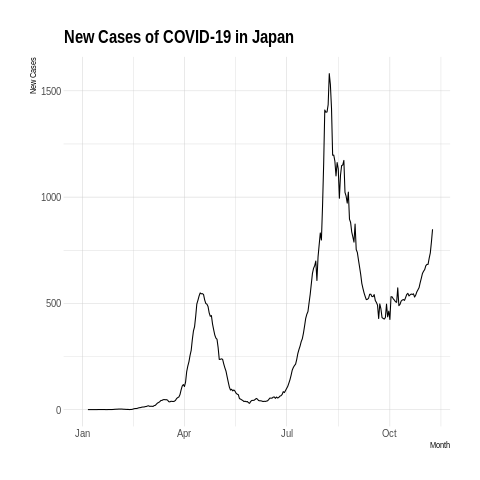 New Cases of COVID-19 in Japan
New Cases
1500
1000
500
0
Jan Apr Jul Oct
Month